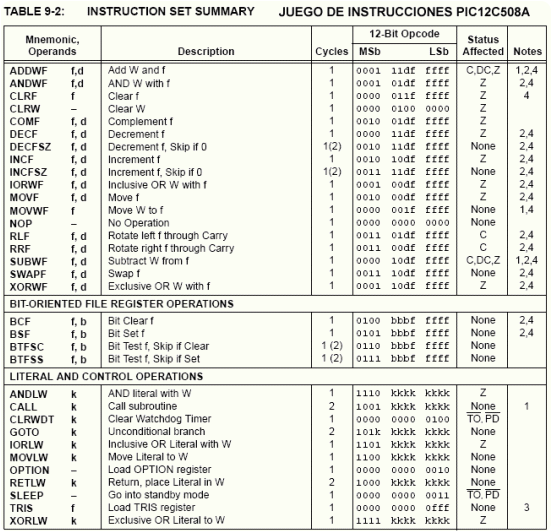 TABLE 9-2: INSTRUCTION SET SUMMARY JUEGO DE INSTRUCCIONES PIC12C508A
Mnemonic, Operands Description Cycles 12-Bit Opcode MSb LSb Status Affected Notes
ADDWF f,d Add W and f 1 0001 11df ffff C,DC,Z 1,2,4
ANDWF f,d AND W with f 1 0001 01df ffff Z 2,4
CLRF f Clear f 1 0000 011f ffff Z 4
CLRW – Clear W 1 0000 0100 0000 Z
COMF f, d Complement f 1 0010 01df ffff Z
DECF f, d Decrement f 1 0000 11df ffff Z 2,4
DECFSZ f, d Decrement f, Skip if 0 1(2) 0010 11df ffff None 2,4
INCF f, d Increment f 1 0010 10df ffff Z 2,4
INCFSZ f, d Increment f, Skip if 0 1(2) 0011 11df ffff None 2,4
IORWF f, d Inclusive OR W with f 1 0001 00df ffff Z 2,4
MOVF f, d Move f 1 0010 00df ffff Z 2,4
MOVWF f Move W to f 1 0000 001f ffff None 1,4
NOP – No Operation 1 0000 0000 0000 None
RLF f, d Rotate left f through Carry 1 0011 01df ffff C 2,4
RRF f, d Rotate right f through Carry 1 0011 00df ffff C 2,4
SUBWF f, d Subtract W from f 1 0000 10df ffff C,DC,Z 1,2,4
SWAPF f, d Swap f 1 0011 10df ffff None 2,4
XORWF f, d Exclusive OR W with f 1 0001 10df ffff Z 2,4
BIT-ORIENTED FILE REGISTER OPERATIONS
BCF f, b Bit Clear f 1 0100 bbbf ffff None 2,4
BSF f, b Bit Set f 1 0101 bbbf ffff None 2,4
BTFSC f, b Bit Test f, Skip if Clear 1 (2) 0110 bbbf ffff None
BTFSS f, b Bit Test f, Skip if Set 1 (2) 0111 bbbf ffff None
LITERAL AND CONTROL OPERATIONS
ANDLW k AND literal with W 1 1110 kkkk kkkk Z
CALL k Call subroutine 2 1001 kkkk kkkk None 1
CLRWDT k Clear Watchdog Timer 1 0000 0000 0100 TO, PD
GOTO k Unconditional branch 2 101k kkkk kkkk None
IORLW k Inclusive OR Literal with W 1 1101 kkkk kkkk Z
MOVLW k Move Literal to W 1 1100 kkkk kkkk None
OPTION – Load OPTION register 1 0000 0000 0010 None
RETLW k Return, place Literal in W 2 1000 kkkk kkkk None
SLEEP – Go into standby mode 1 0000 0000 0011 TO, PD
TRIS f Load TRIS register 1 0000 0000 0fff None 3
XORLW k Exclusive OR Literal to W 1 1111 kkkk kkkk Z